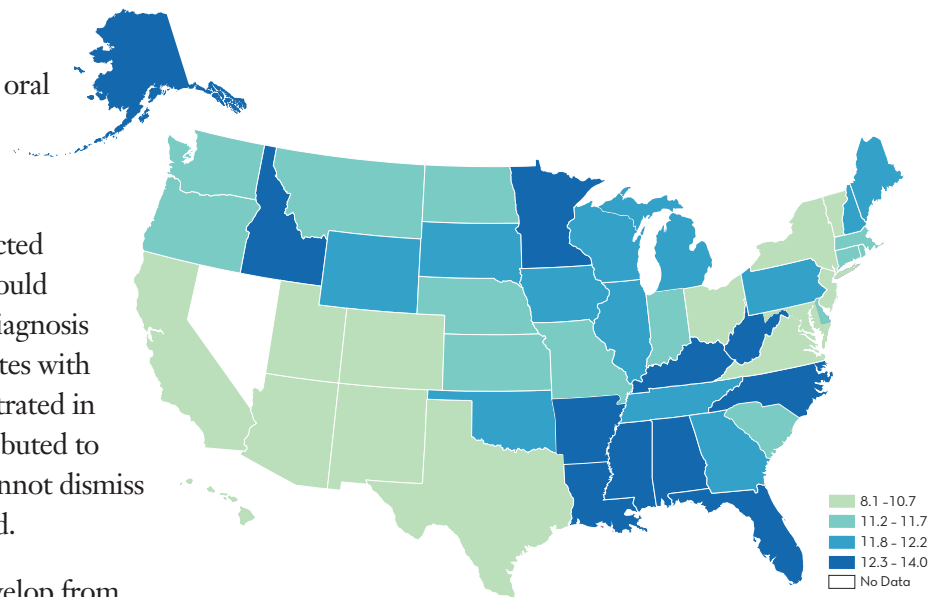 oral
cted
ould
iagnosis
tes with
trated in
buted to
nnot dismiss
d.
velop from
8.1 -10.7
11.2 - 11.7
11.8 - 12.2
12.3 - 14.0
No Data